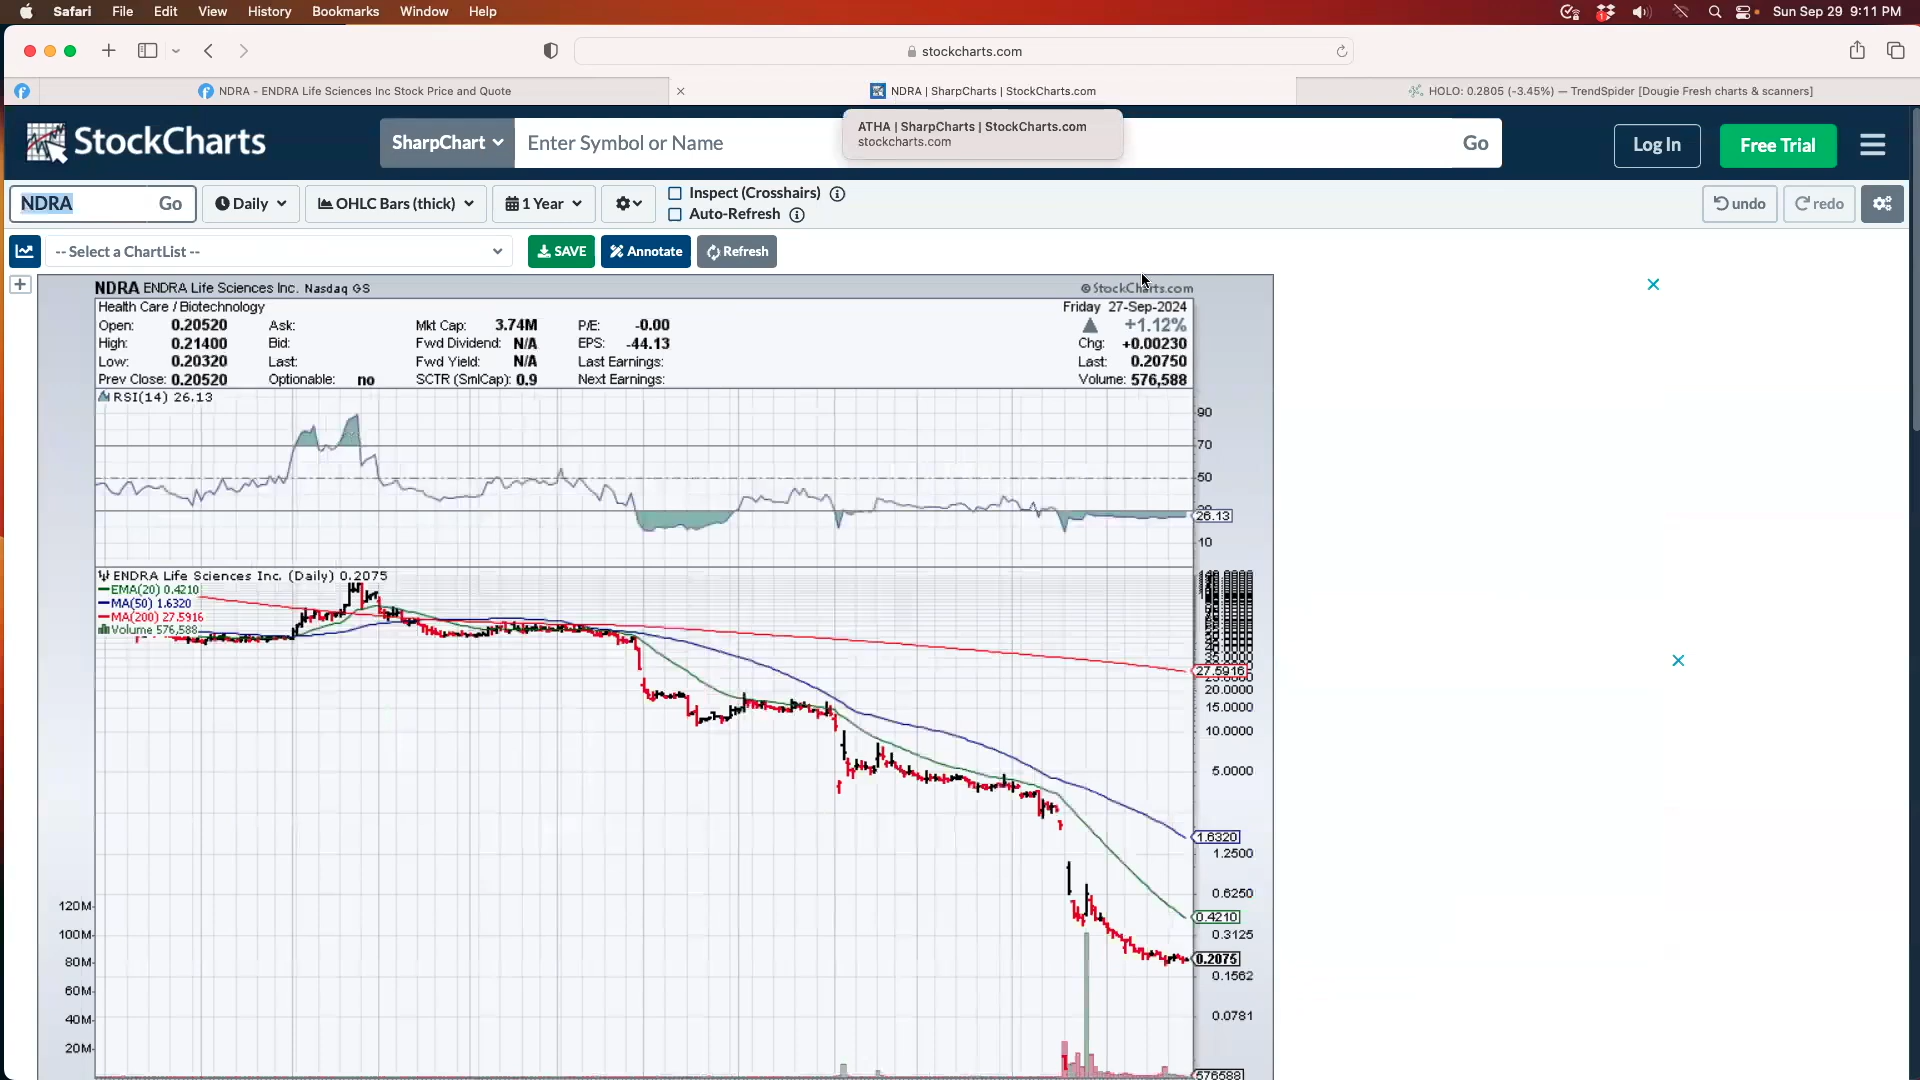 Safari File Edit View History Bookmarks Window Help Sun Sep 29 9:11 PM
stockcharts.com
NDRA - ENDRA Life Sciences Inc Stock Price and Quote NDRA | SharpCharts | StockCharts.com HOLO: 0.2805 (-3.45%) — TrendSpider [Dougie Fresh charts & scanners]
ATHA | SharpCharts | StockCharts.com
stockcharts.com
StockCharts SharpChart Enter Symbol or Name Go Log In Free Trial
NDRA Go Daily OHLC Bars (thick) 1 Year Inspect (Crosshairs) undo redo
Auto-Refresh
-- Select a ChartList -- SAVE Annotate Refresh
NDRA ENDRA Life Sciences Inc. Nasdaq GS © StockCharts.com
Health Care / Biotechnology Friday 27-Sep-2024
Open: 0.20520 Ask: Mkt Cap: 3.74M P/E: -0.00 +1.12%
High: 0.21400 Bid: Fwd Dividend: N/A EPS: -44.13 Chg: +0.00230
Low: 0.20320 Last: Fwd Yield: N/A Last Earnings: Last: 0.20750
Prev Close: 0.20520 Optionable: no SCTR (SmlCap): 0.9 Next Earnings: Volume: 576,588
RSI(14) 26.13
90
70
50
26.13
10
ENDRA Life Sciences Inc. (Daily) 0.2075
EMA(20) 0.4210
MA(50) 1.6320
MA(200) 27.5916
Volume 576,588
27.5916
20.0000
15.0000
10.0000
5.0000
1.6320
1.2500
0.6250
120M 0.4210
100M 0.3125
80M 0.2075
0.1562
60M
40M 0.0781
20M
576588